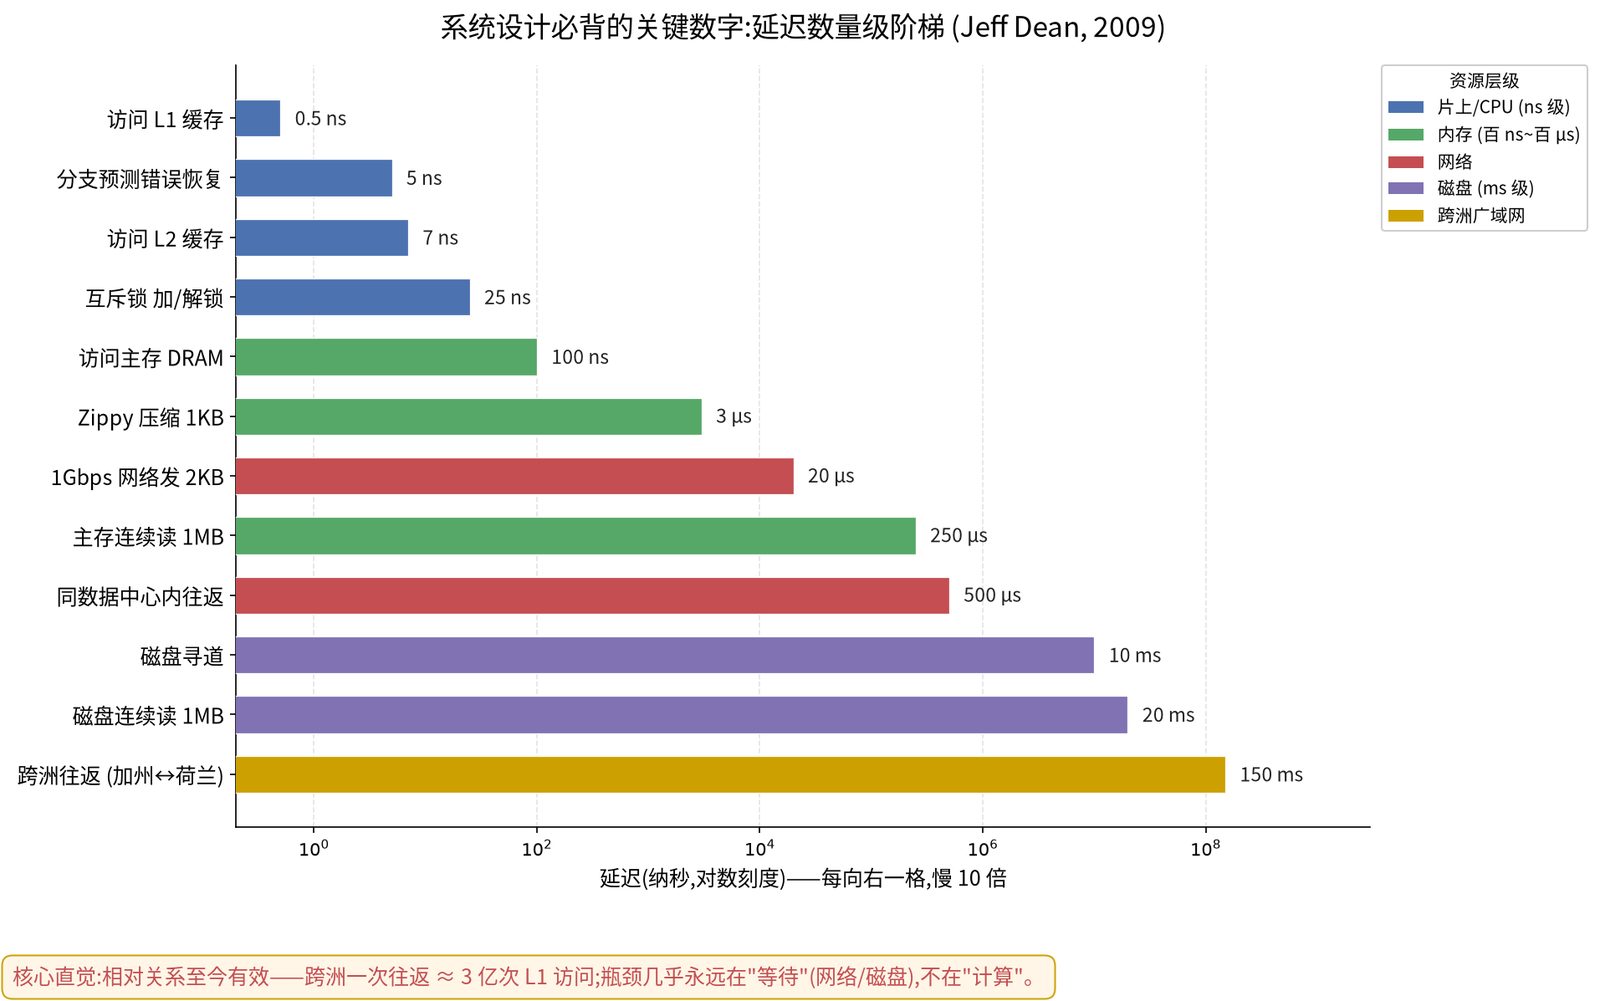 系统设计必背的关键数字:延迟数量级阶梯 (Jeff Dean, 2009)
资源层级
片上/CPU (ns 级)
内存 (百 ns~百 μs)
网络
磁盘 (ms 级)
跨洲广域网
访问 L1 缓存 0.5 ns
分支预测错误恢复 5 ns
访问 L2 缓存 7 ns
互斥锁 加/解锁 25 ns
访问主存 DRAM 100 ns
Zippy 压缩 1KB 3 μs
1Gbps 网络发 2KB 20 μs
主存连续读 1MB 250 μs
同数据中心内往返 500 μs
磁盘寻道 10 ms
磁盘连续读 1MB 20 ms
跨洲往返 (加州↔荷兰) 150 ms
10⁰ 10² 10⁴ 10⁶ 10⁸
延迟(纳秒,对数刻度)——每向右一格,慢 10 倍
核心直觉:相对关系至今有效——跨洲一次往返 ≈ 3 亿次 L1 访问;瓶颈几乎永远在"等待"(网络/磁盘),不在"计算"。